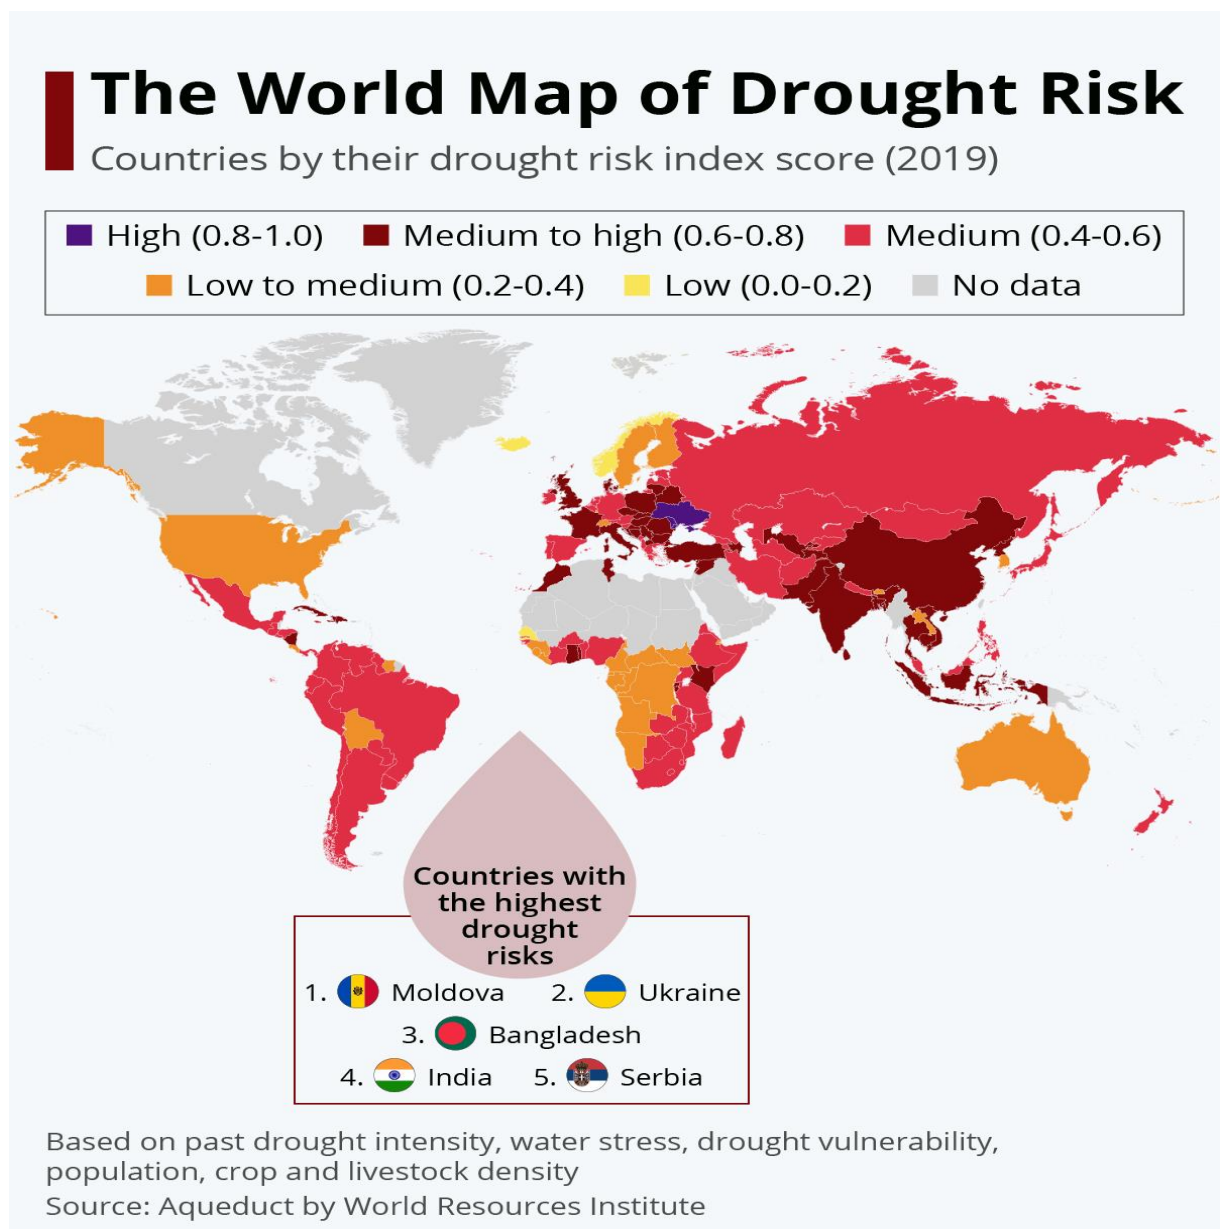 The World Map of Drought Risk
Countries by their drought risk index score (2019)
High (0.8-1.0) Medium to high (0.6-0.8) Medium (0.4-0.6)
Low to medium (0.2-0.4) Low (0.0-0.2) No data
Countries with
the highest
drought
risks
1. Moldova 2. Ukraine
3. Bangladesh
4. India 5. Serbia
Based on past drought intensity, water stress, drought vulnerability,
population, crop and livestock density
Source: Aqueduct by World Resources Institute